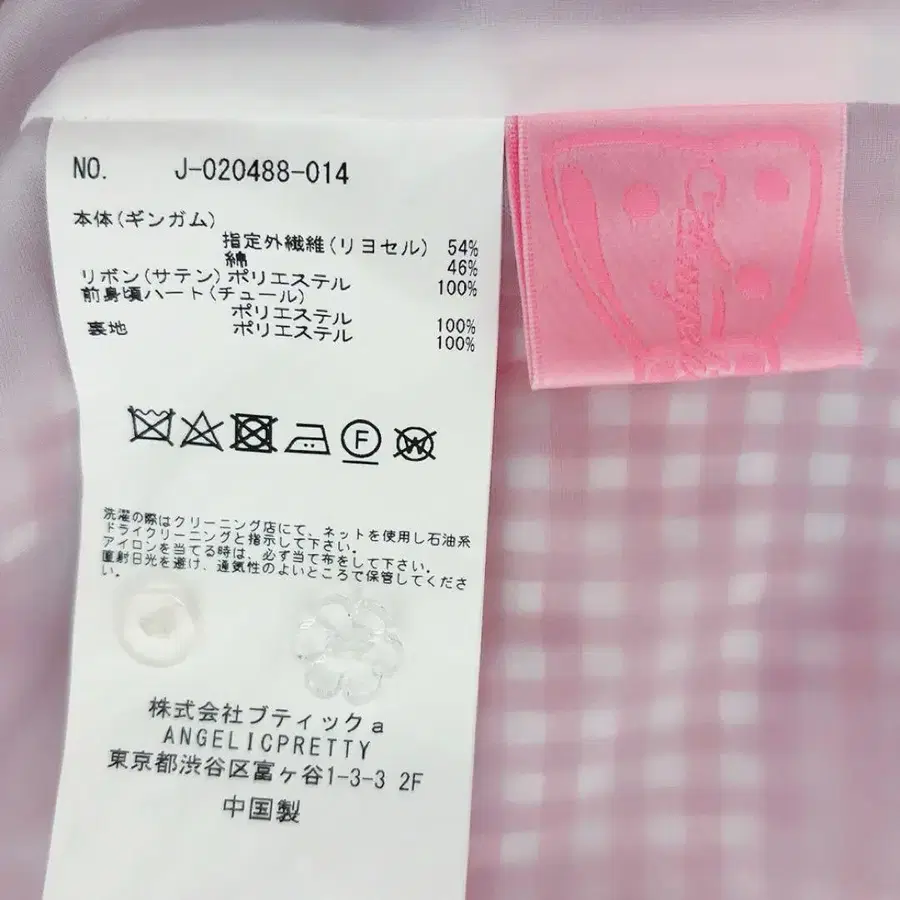 NO. J-020488-014
本体(ギンガム)
指定外繊維(リヨセル) 54%
綿 46%
リボン(サテン)ポリエステル 100%
前身頃ハート(チュール)
ポリエステル 100%
裏地 ポリエステル 100%
F
W
洗濯の際はクリーニング店にて、ネットを使用し石油系
ドライクリーニングと指示して下さい。
アイロンを当てる時は、必ず当て布をして下さい。
直射日光を避け、通気性のよいところで保管してくださ
い。
株式会社ブティックa
ANGELICPRETTY
東京都渋谷区富ヶ谷1-3-3 2F
中国製